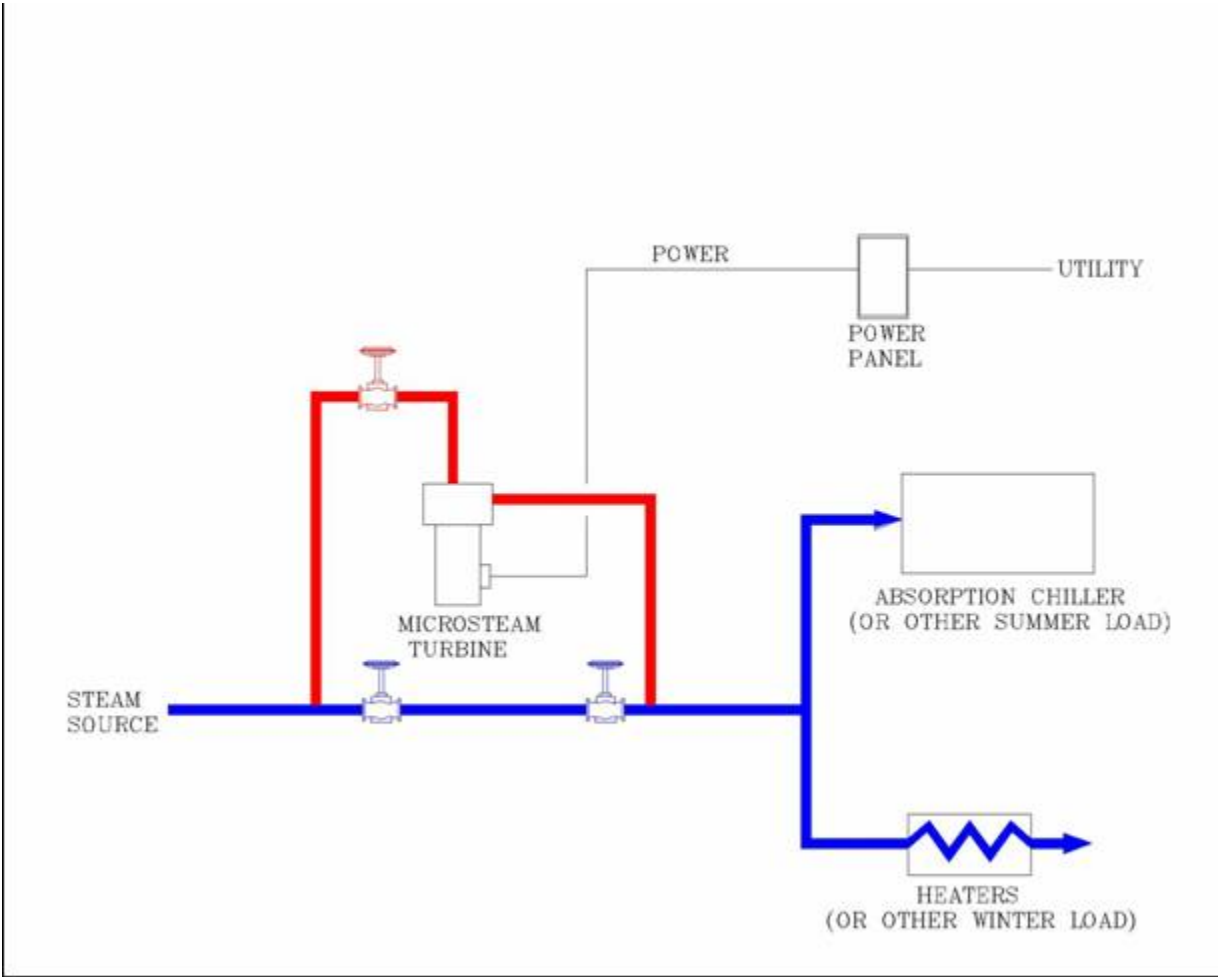 POWER
UTILITY
POWER
PANEL
MICROSTEAM
TURBINE
STEAM
SOURCE
ABSORPTION CHILLER
(OR OTHER SUMMER LOAD)
HEATERS
(OR OTHER WINTER LOAD)